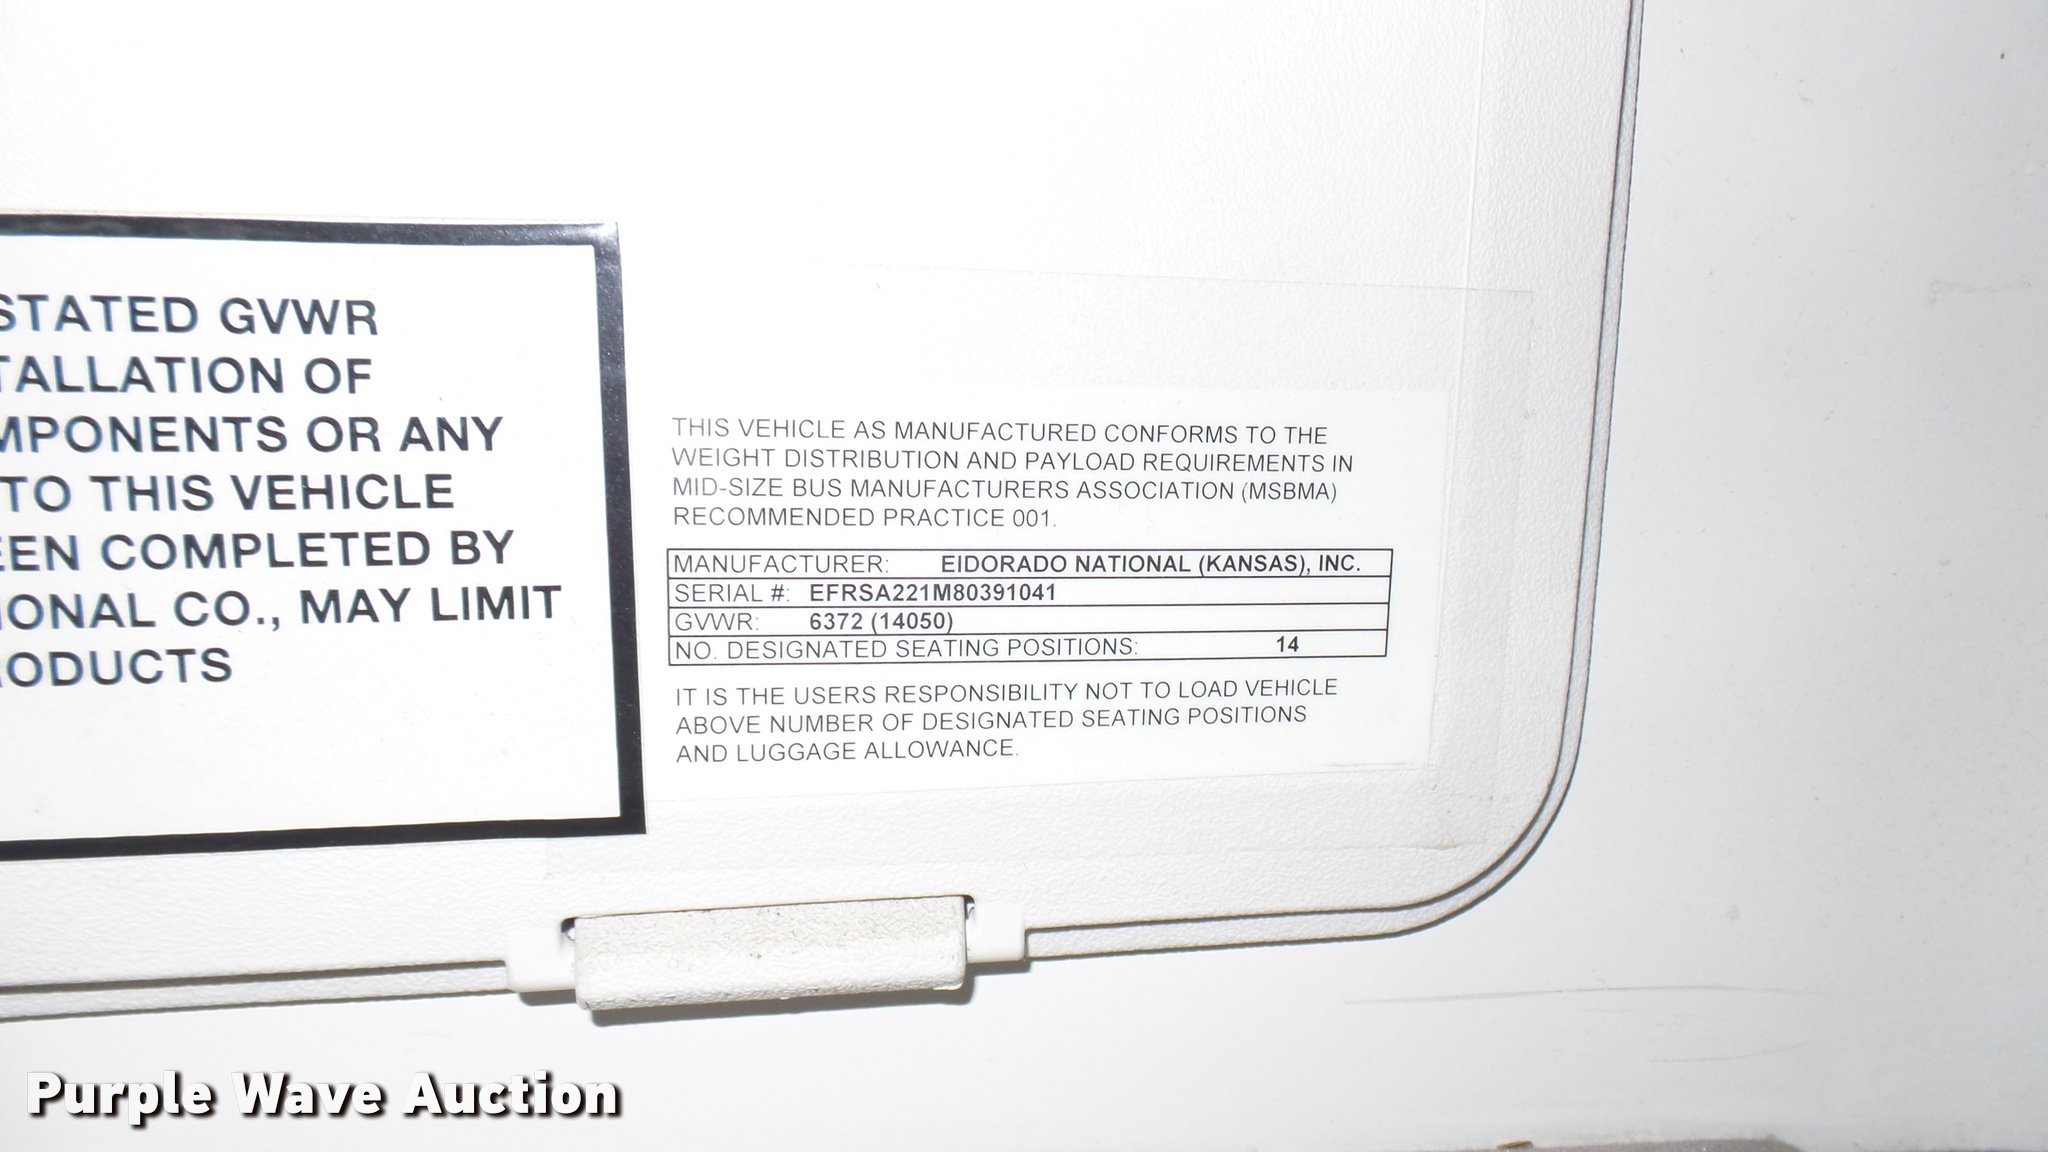 STATED GVWR
TALLATION OF
MPONENTS OR ANY
TO THIS VEHICLE
EEN COMPLETED BY
IONAL CO., MAY LIMIT
RODUCTS
THIS VEHICLE AS MANUFACTURED CONFORMS TO THE
WEIGHT DISTRIBUTION AND PAYLOAD REQUIREMENTS IN
MID-SIZE BUS MANUFACTURERS ASSOCIATION (MSBMA)
RECOMMENDED PRACTICE 001.
MANUFACTURER: EIDORADO NATIONAL (KANSAS), INC.
SERIAL #: EFRSA221M80391041
GVWR: 6372 (14050)
NO. DESIGNATED SEATING POSITIONS: 14
IT IS THE USERS RESPONSIBILITY NOT TO LOAD VEHICLE
ABOVE NUMBER OF DESIGNATED SEATING POSITIONS
AND LUGGAGE ALLOWANCE.
Purple Wave Auction